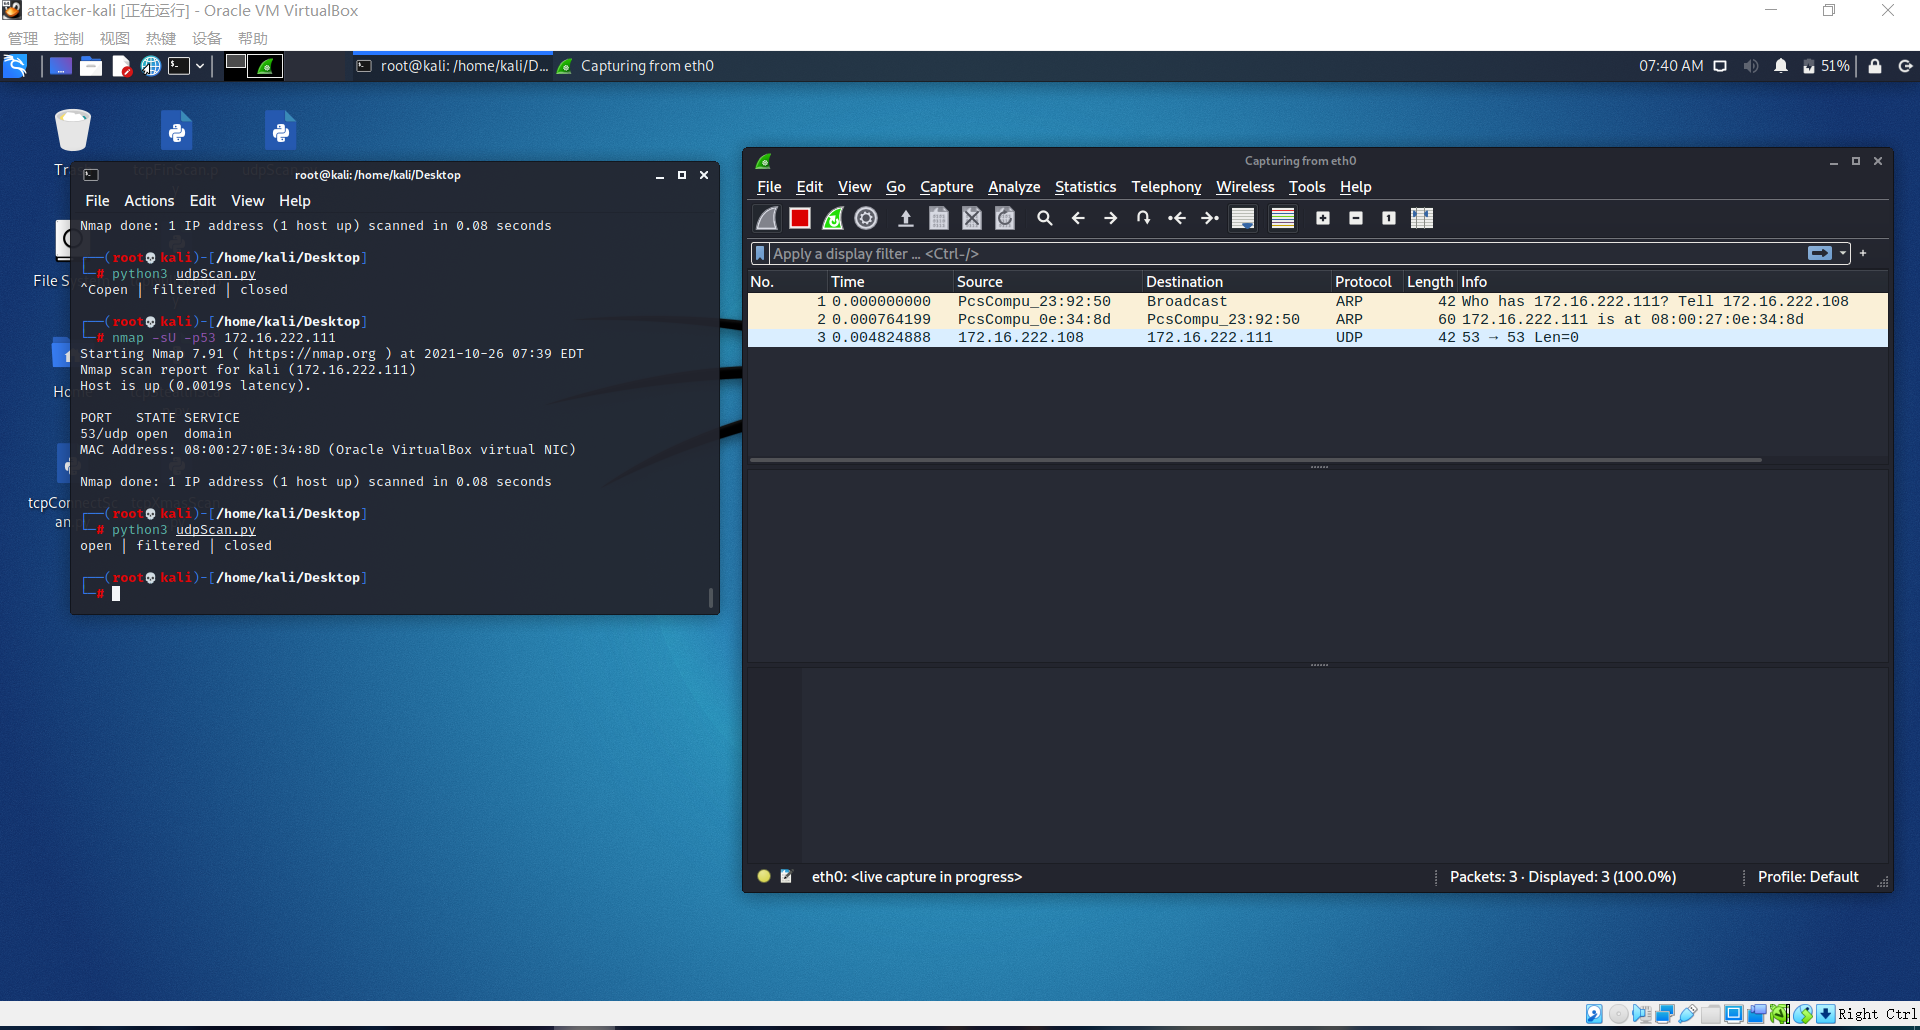 attacker-kali [正在运行] - Oracle VM VirtualBox
管理 控制 视图 热键 设备 帮助
root@kali: /home/kali/D... Capturing from eth0 07:40 AM 51%
File Actions Edit View Help
root@kali: /home/kali/Desktop
Nmap done: 1 IP address (1 host up) scanned in 0.08 seconds
(root kali)-[/home/kali/Desktop]
# python3 udpScan.py
^Copen | filtered | closed
(root kali)-[/home/kali/Desktop]
# nmap -sU -p53 172.16.222.111
Starting Nmap 7.91 ( https://nmap.org ) at 2021-10-26 07:39 EDT
Nmap scan report for kali (172.16.222.111)
Host is up (0.0019s latency).
PORT STATE SERVICE
53/udp open domain
MAC Address: 08:00:27:0E:34:8D (Oracle VirtualBox virtual NIC)
Nmap done: 1 IP address (1 host up) scanned in 0.08 seconds
(root kali)-[/home/kali/Desktop]
# python3 udpScan.py
open | filtered | closed
(root kali)-[/home/kali/Desktop]
#
File S
Ho
tcpCon
an
Capturing from eth0
File Edit View Go Capture Analyze Statistics Telephony Wireless Tools Help
Apply a display filter ... <Ctrl-/>
No. Time Source Destination Protocol Length Info
1 0.000000000 PcsCompu_23:92:50 Broadcast ARP 42 Who has 172.16.222.111? Tell 172.16.222.108
2 0.000764199 PcsCompu_0e:34:8d PcsCompu_23:92:50 ARP 60 172.16.222.111 is at 08:00:27:0e:34:8d
3 0.004824888 172.16.222.108 172.16.222.111 UDP 42 53 → 53 Len=0
eth0: <live capture in progress> Packets: 3 · Displayed: 3 (100.0%) Profile: Default
Right Ctrl